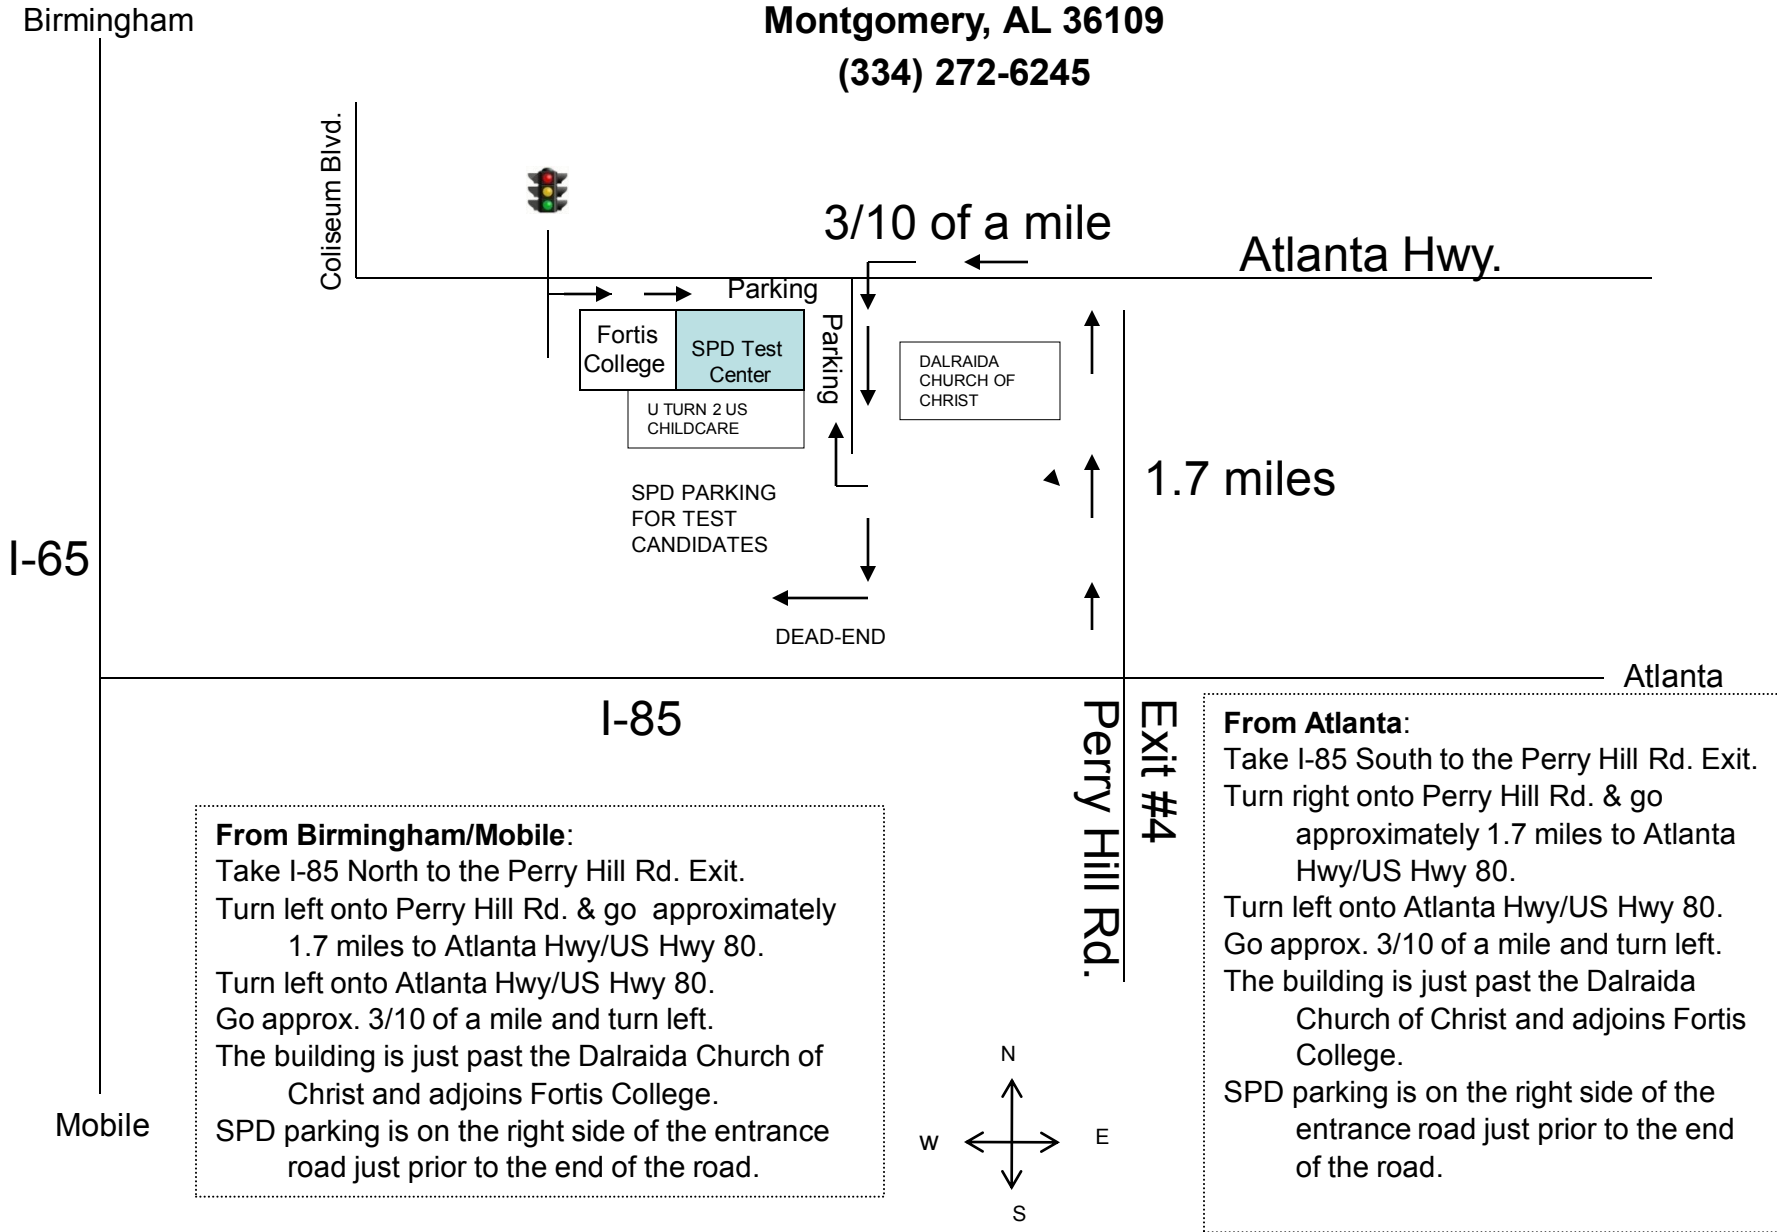 Birmingham
Montgomery, AL 36109
(334) 272-6245
Coliseum Blvd.
3/10 of a mile
Atlanta Hwy.
Parking
Fortis
College
SPD Test
Center
Parking
DALRAIDA
CHURCH OF
CHRIST
U TURN 2 US
CHILDCARE
1.7 miles
SPD PARKING
FOR TEST
CANDIDATES
I-65
DEAD-END
Atlanta
I-85
Perry Hill Rd.
Exit #4
From Atlanta:
Take I-85 South to the Perry Hill Rd. Exit.
Turn right onto Perry Hill Rd. & go
approximately 1.7 miles to Atlanta
Hwy/US Hwy 80.
Turn left onto Atlanta Hwy/US Hwy 80.
Go approx. 3/10 of a mile and turn left.
The building is just past the Dalraida
Church of Christ and adjoins Fortis
College.
SPD parking is on the right side of the
entrance road just prior to the end
of the road.
From Birmingham/Mobile:
Take I-85 North to the Perry Hill Rd. Exit.
Turn left onto Perry Hill Rd. & go  approximately
1.7 miles to Atlanta Hwy/US Hwy 80.
Turn left onto Atlanta Hwy/US Hwy 80.
Go approx. 3/10 of a mile and turn left.
The building is just past the Dalraida Church of
Christ and adjoins Fortis College.
SPD parking is on the right side of the entrance
road just prior to the end of the road.
Mobile
N
W
E
S